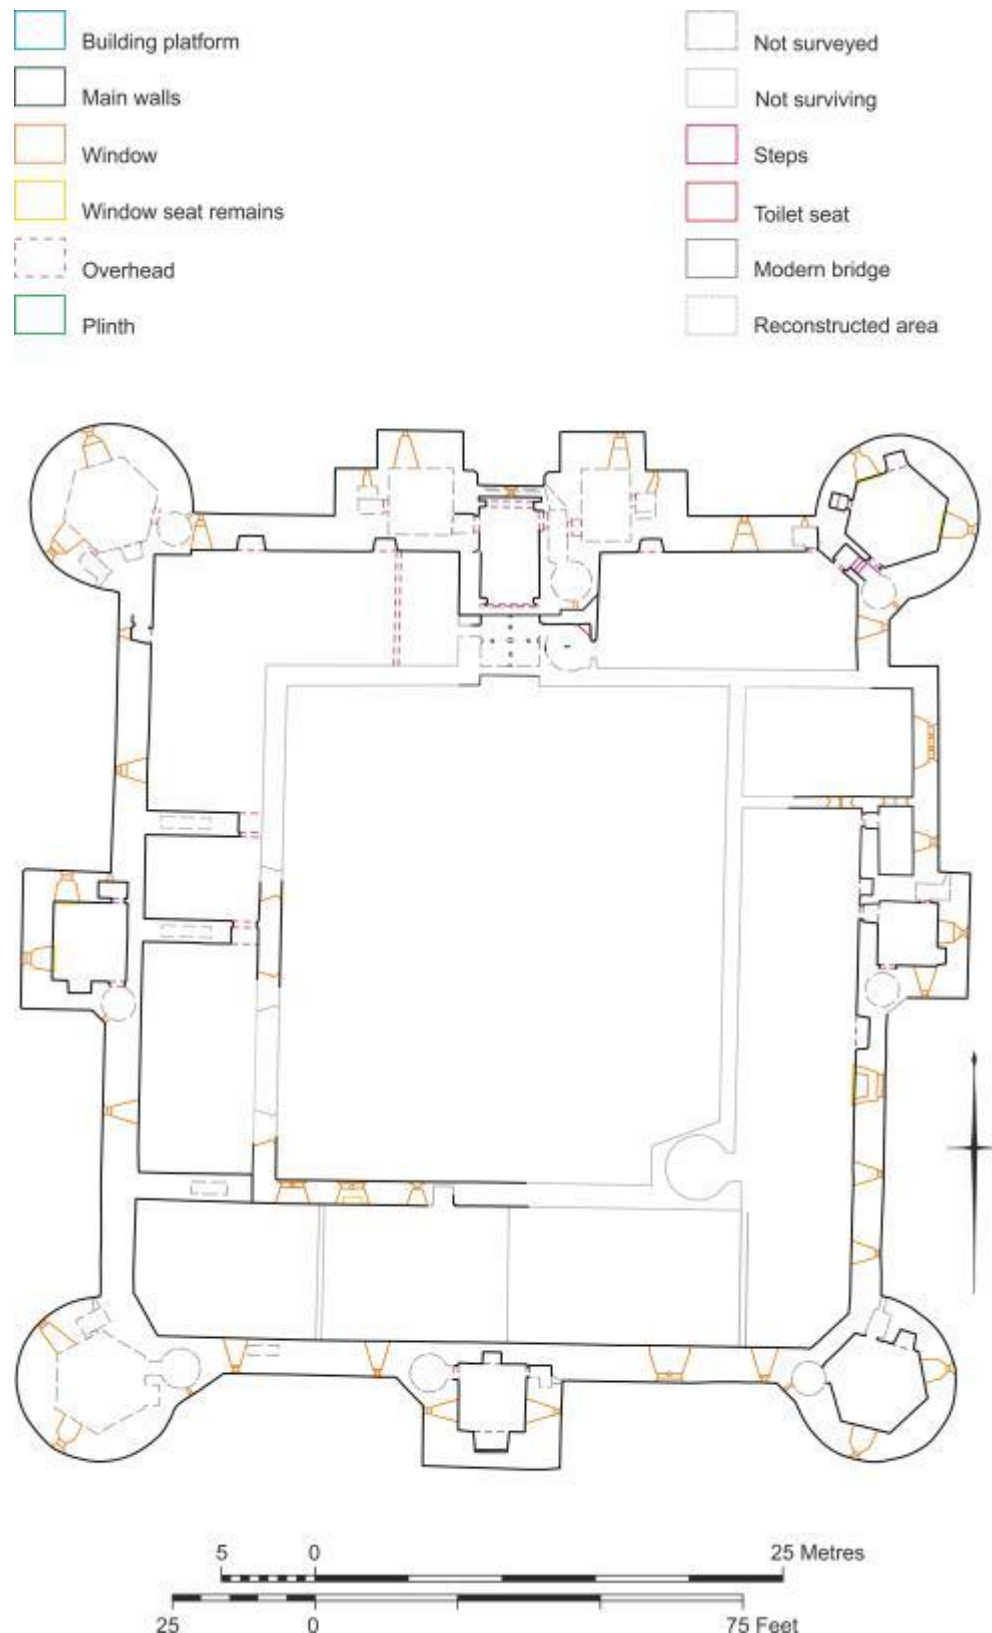 Building platform
Main walls
Window
Window seat remains
Overhead
Plinth
Not surveyed
Not surviving
Steps
Toilet seat
Modern bridge
Reconstructed area
5 0 25 Metres
25 0 75 Feet